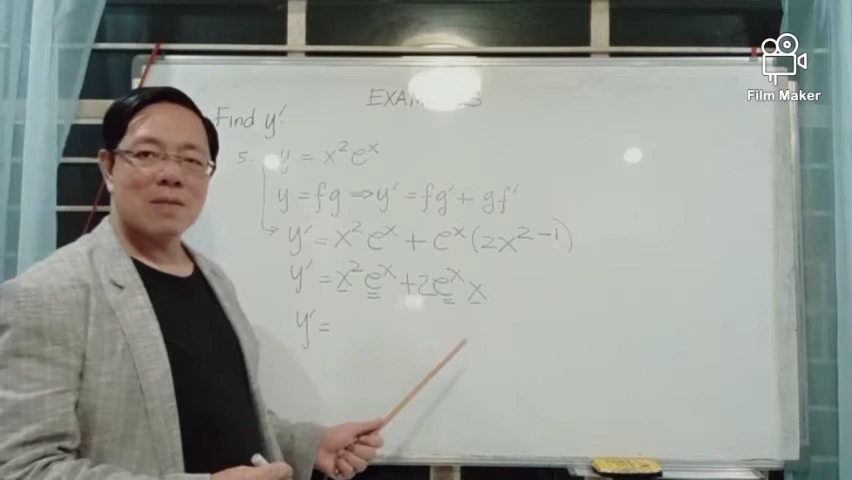 Film Maker
Find y'.
5. y = x²eˣ
y = fg ⇒ y' = fg' + gf'
y' = x²eˣ + eˣ(2x²⁻¹)
y' = x²eˣ + 2eˣx
y' =